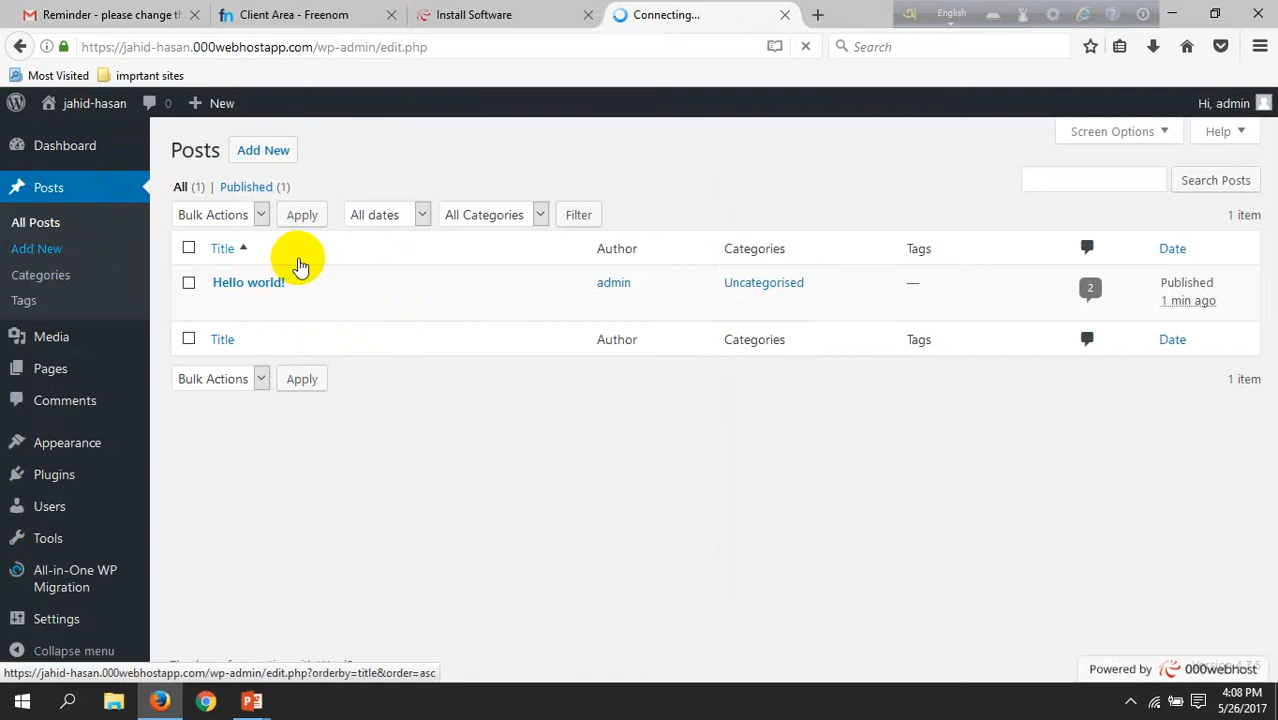 Reminder - please change th
Client Area - Freenom
Install Software
Connecting...
English
https://jahid-hasan.000webhostapp.com/wp-admin/edit.php
Search
Most Visited
imprtant sites
jahid-hasan
0
New
Hi, admin
Dashboard
Posts
All Posts
Add New
Categories
Tags
Media
Pages
Comments
Appearance
Plugins
Users
Tools
All-in-One WP
Migration
Settings
Collapse menu
Screen Options
Help
Posts
Add New
Search Posts
All (1) | Published (1)
Bulk Actions
Apply
All dates
All Categories
Filter
1 item
Title
Author
Categories
Tags
Date
Hello world!
admin
Uncategorised
—
2
Published
1 min ago
Title
Author
Categories
Tags
Date
Bulk Actions
Apply
1 item
https://jahid-hasan.000webhostapp.com/wp-admin/edit.php?orderby=title&order=asc
Powered by 000webhost
4:08 PM
5/26/2017